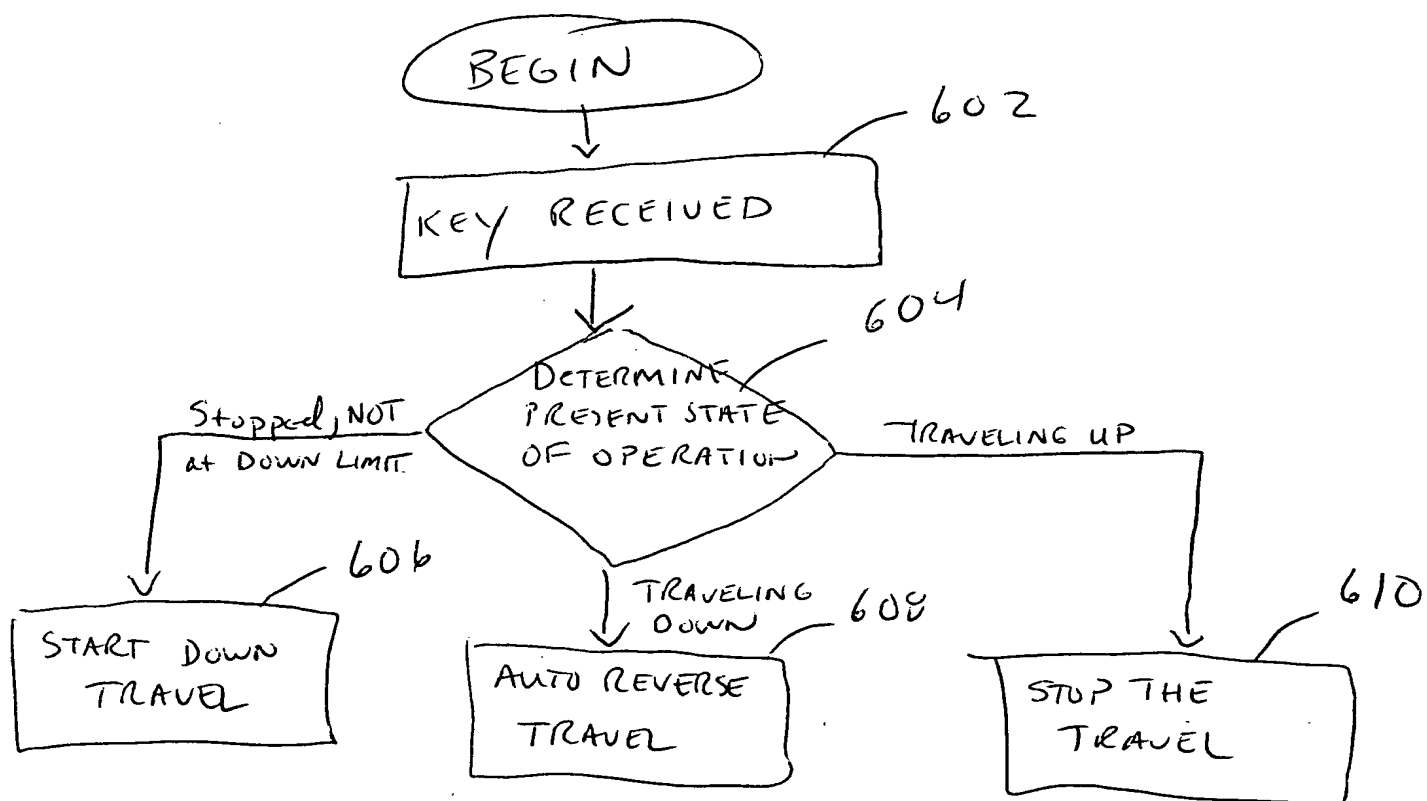 BEGIN
602
KEY RECEIVED
604
DETERMINE
PRESENT STATE
OF OPERATION
Stopped, NOT
at DOWN LIMIT.
TRAVELING UP
606
START DOWN
TRAVEL
TRAVELING
DOWN
608
AUTO REVERSE
TRAVEL
610
STOP THE
TRAVEL